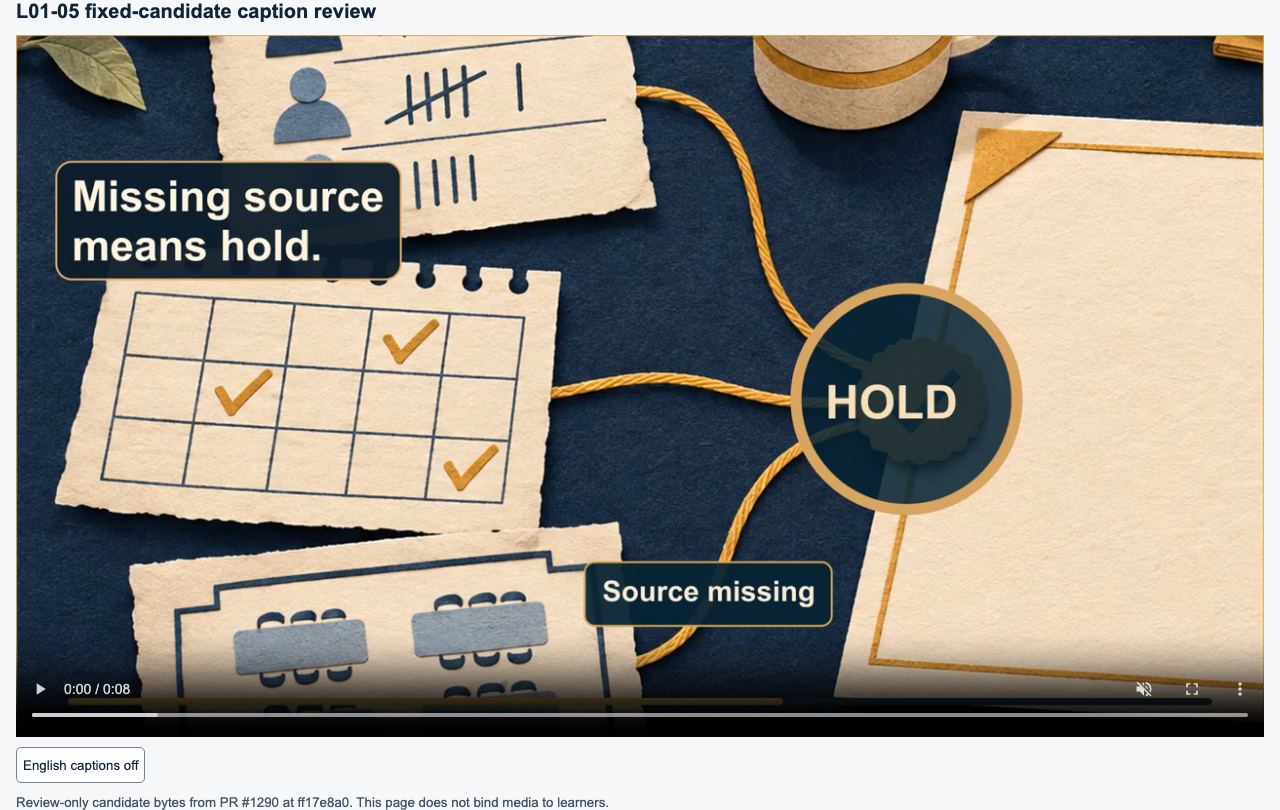 L01-05 fixed-candidate caption review
Missing source
means hold.
HOLD
Source missing
0:00 / 0:08
English captions off
Review-only candidate bytes from PR #1290 at ff17e8a0. This page does not bind media to learners.